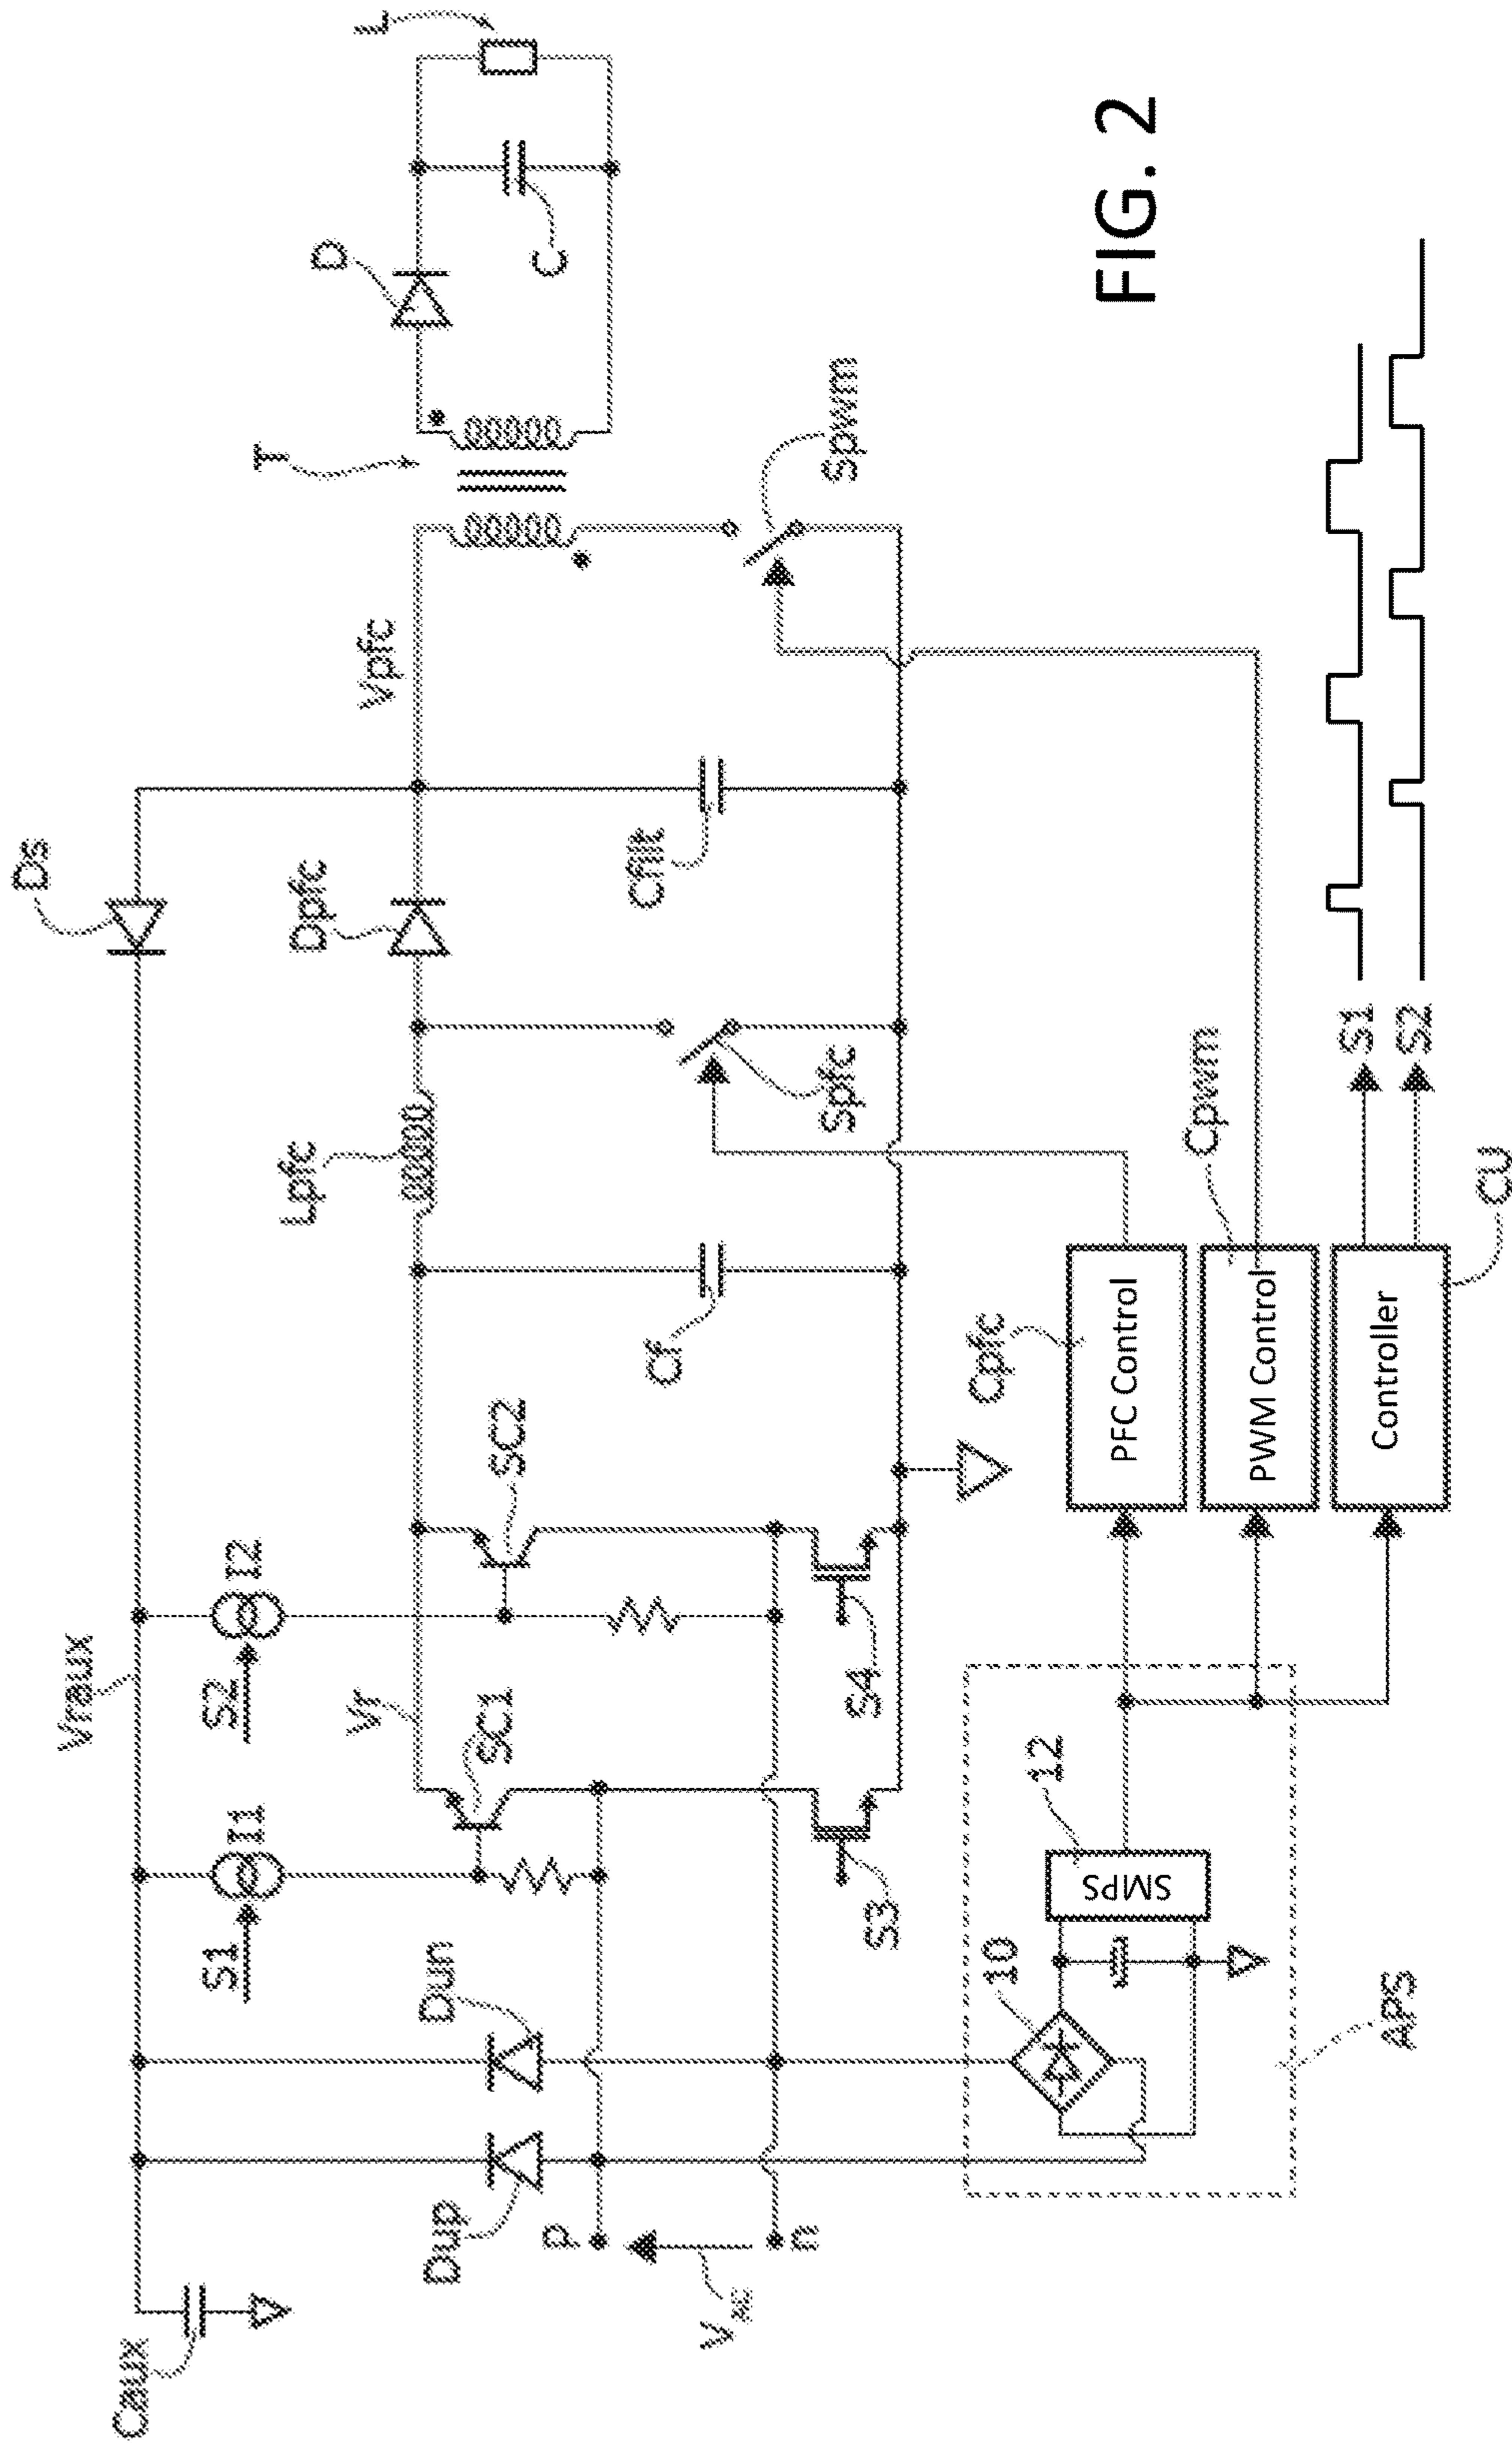 Caux
Vraux
Ds
Dup
Dun
S1
I1
S2
I2
Vr
SC1
SC2
Lpfc
Dpfc
Vpfc
T
D
C
L
p
n
VAC
S3
S4
Cf
Spfc
Cfilt
Spwm
10
12
SMPS
APS
Cpfc
PFC Control
Cpwm
PWM Control
Controller
CU
S1
S2
FIG. 2